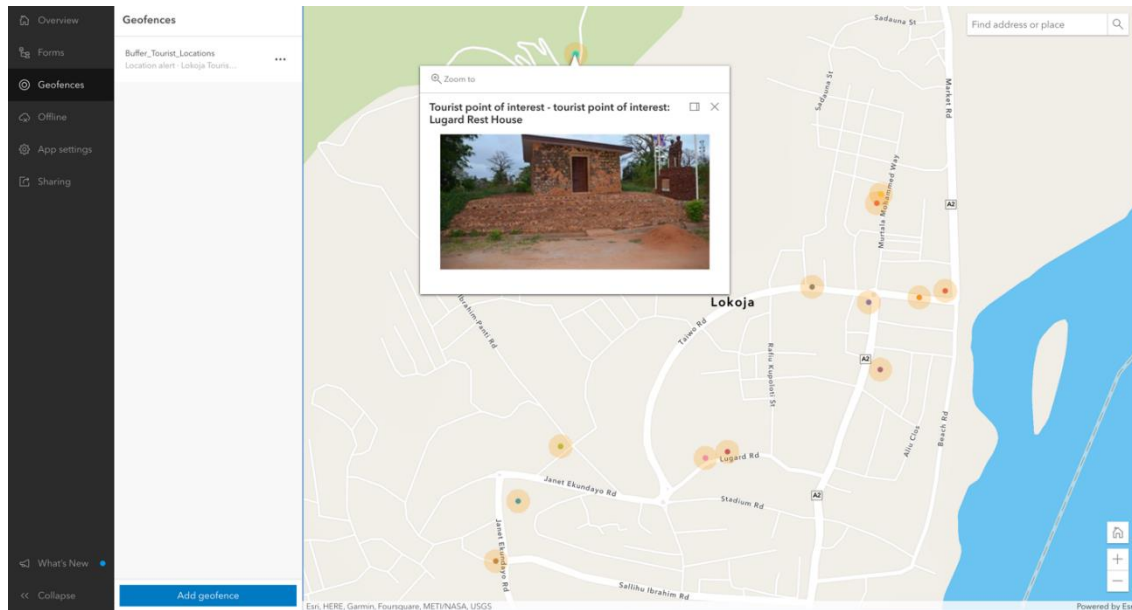 Overview
Forms
Geofences
Offline
App settings
Sharing
What's New
Collapse
Geofences
Buffer_Tourist_Locations
Location alert · Lokoja Touris...
Add geofence
Zoom to
Tourist point of interest - tourist point of interest:
Lugard Rest House
Find address or place
Sadauna St
Sadauna St
Market Rd
Murtala Mohammed Way
A2
Lokoja
Taiwo Rd
Ibrahim-Panti Rd
Rafiu Kupoloti St
A2
Aliu Clos
Beach Rd
Lugard Rd
Janet Ekundayo Rd
Stadium Rd
A2
Janet Ekundayo Rd
Sallihu Ibrahim Rd
Esri, HERE, Garmin, Foursquare, METI/NASA, USGS
Powered by Esri